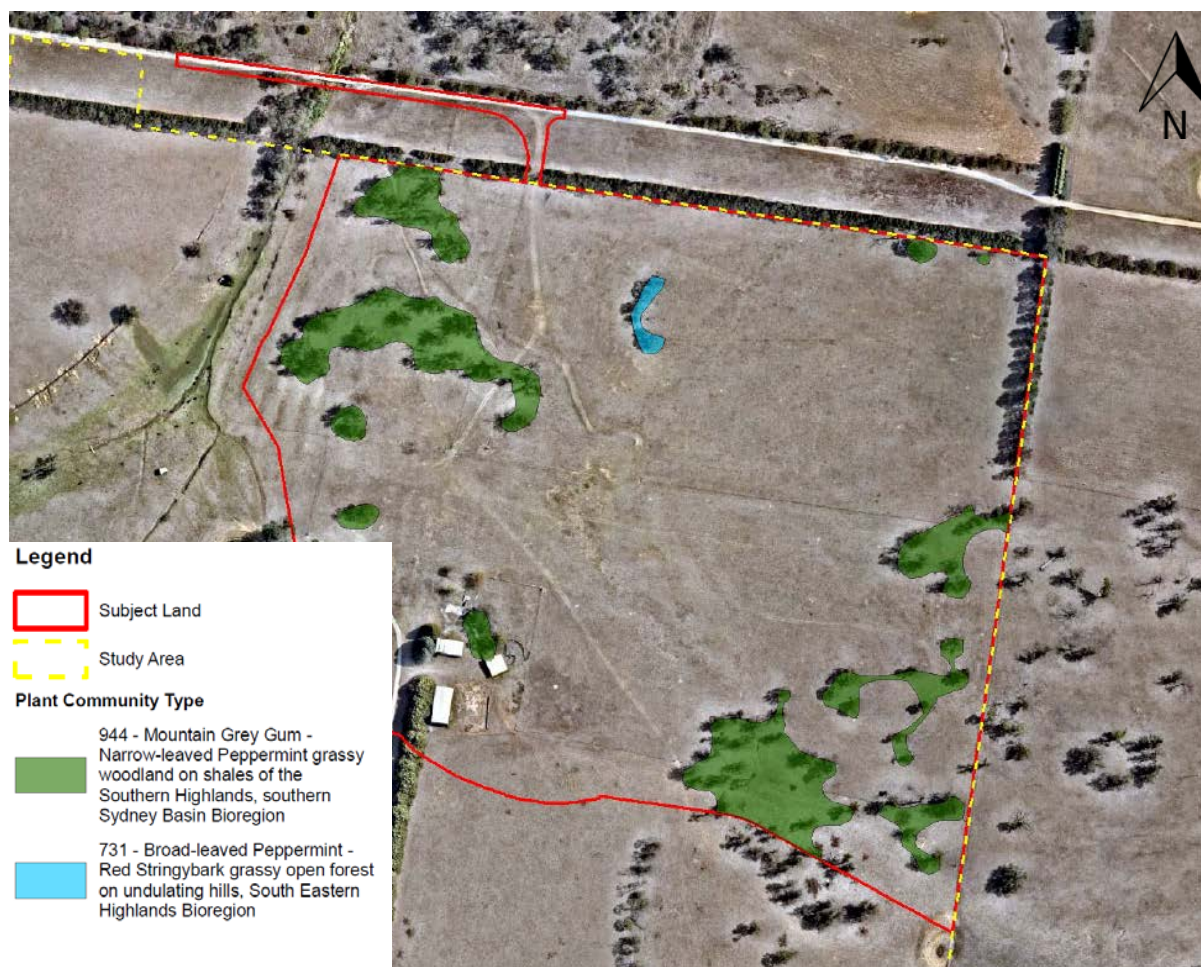 N
Legend
Subject Land
Study Area
Plant Community Type
944 - Mountain Grey Gum -
Narrow-leaved Peppermint grassy
woodland on shales of the
Southern Highlands, southern
Sydney Basin Bioregion
731 - Broad-leaved Peppermint -
Red Stringybark grassy open forest
on undulating hills, South Eastern
Highlands Bioregion